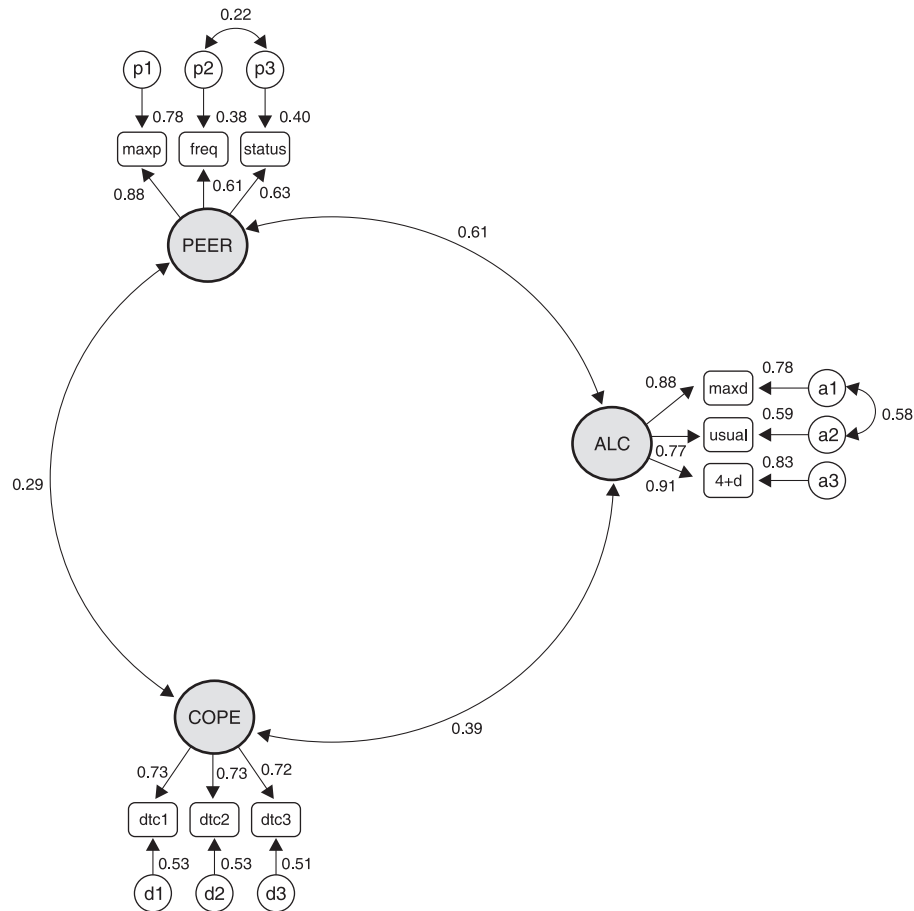 0.22
p1 p2 p3
0.78 0.38 0.40
maxp freq status
0.88 0.61 0.63
PEER
0.61
0.29
ALC
0.88 maxd 0.78 a1
usual 0.59 a2 0.58
0.77
0.91 4+d 0.83 a3
COPE
0.39
0.73 0.73 0.72
dtc1 dtc2 dtc3
0.53 0.53 0.51
d1 d2 d3